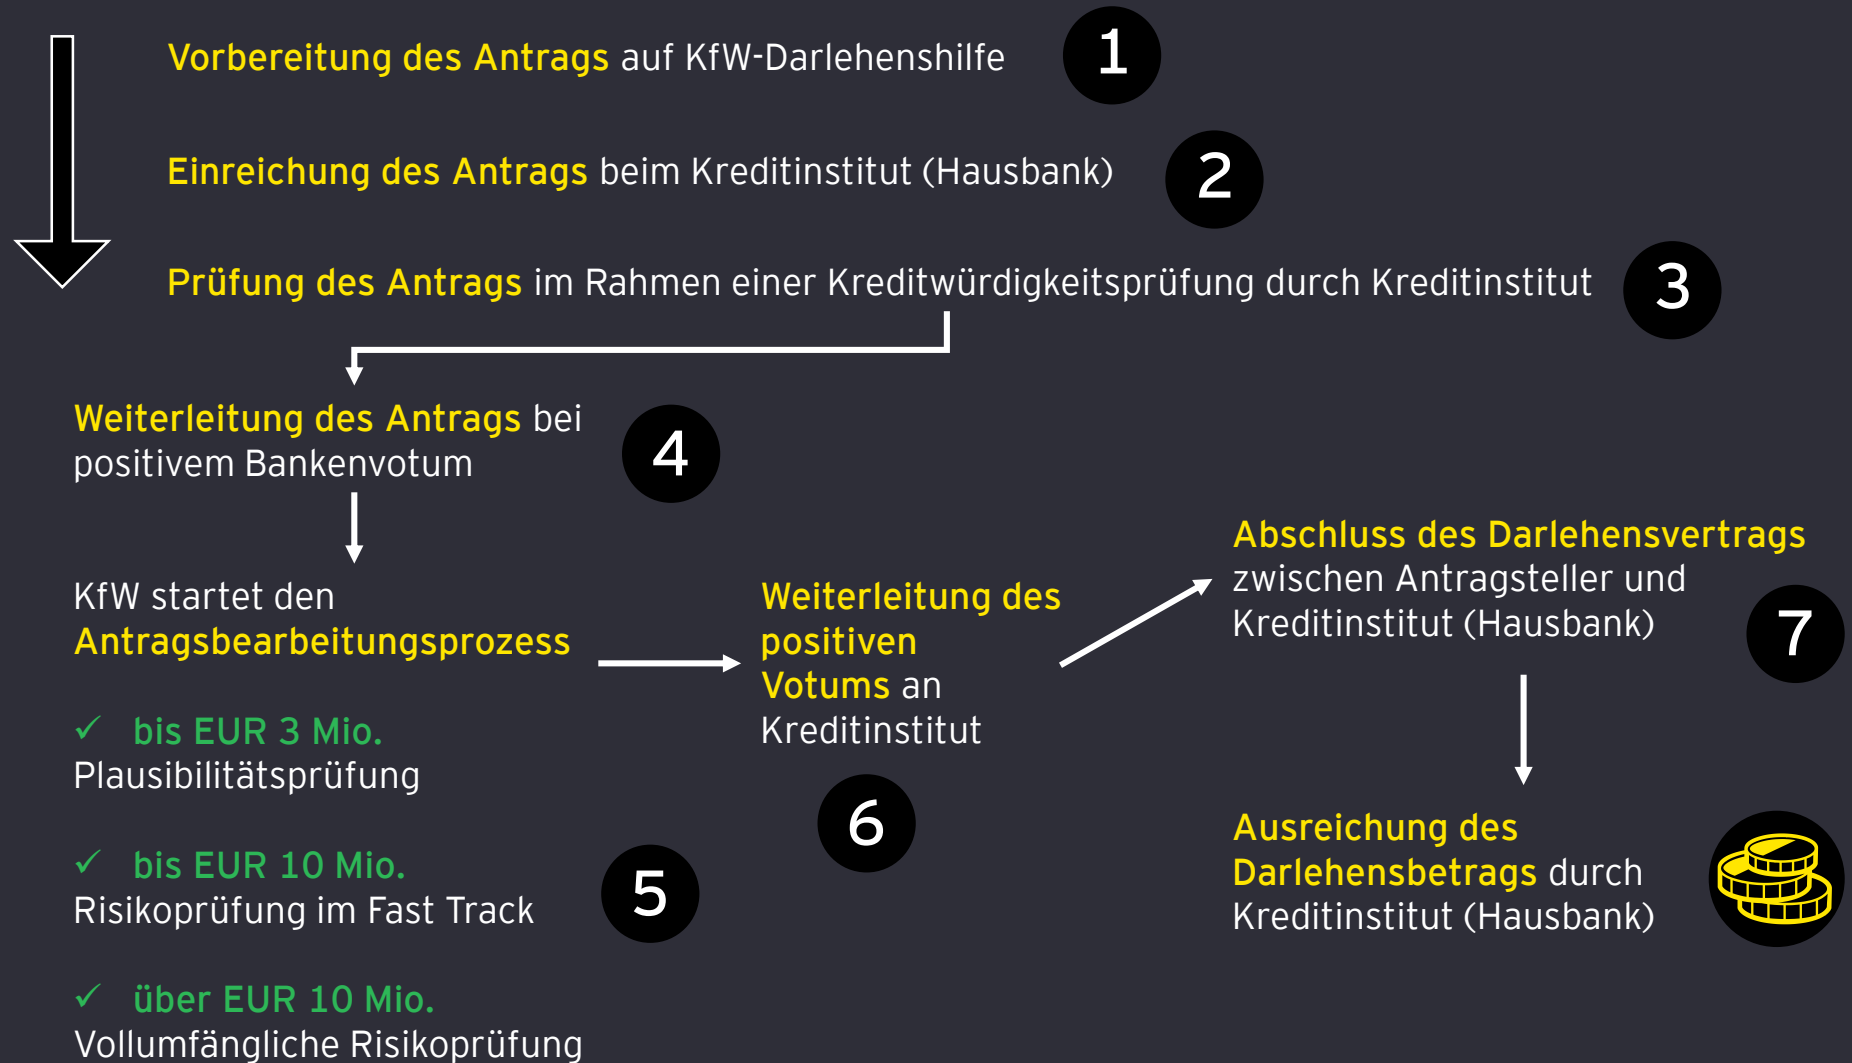 Vorbereitung des Antrags auf KfW-Darlehenshilfe
1
Einreichung des Antrags beim Kreditinstitut (Hausbank)
2
Prüfung des Antrags im Rahmen einer Kreditwürdigkeitsprüfung durch Kreditinstitut
3
Weiterleitung des Antrags bei
positivem Bankenvotum
4
KfW startet den
Antragsbearbeitungsprozess
✓ bis EUR 3 Mio.
Plausibilitätsprüfung
✓ bis EUR 10 Mio.
Risikoprüfung im Fast Track
✓ über EUR 10 Mio.
Vollumfängliche Risikoprüfung
5
Weiterleitung des
positiven
Votums an
Kreditinstitut
6
Abschluss des Darlehensvertrags
zwischen Antragsteller und
Kreditinstitut (Hausbank)
7
Ausreichung des
Darlehensbetrags durch
Kreditinstitut (Hausbank)